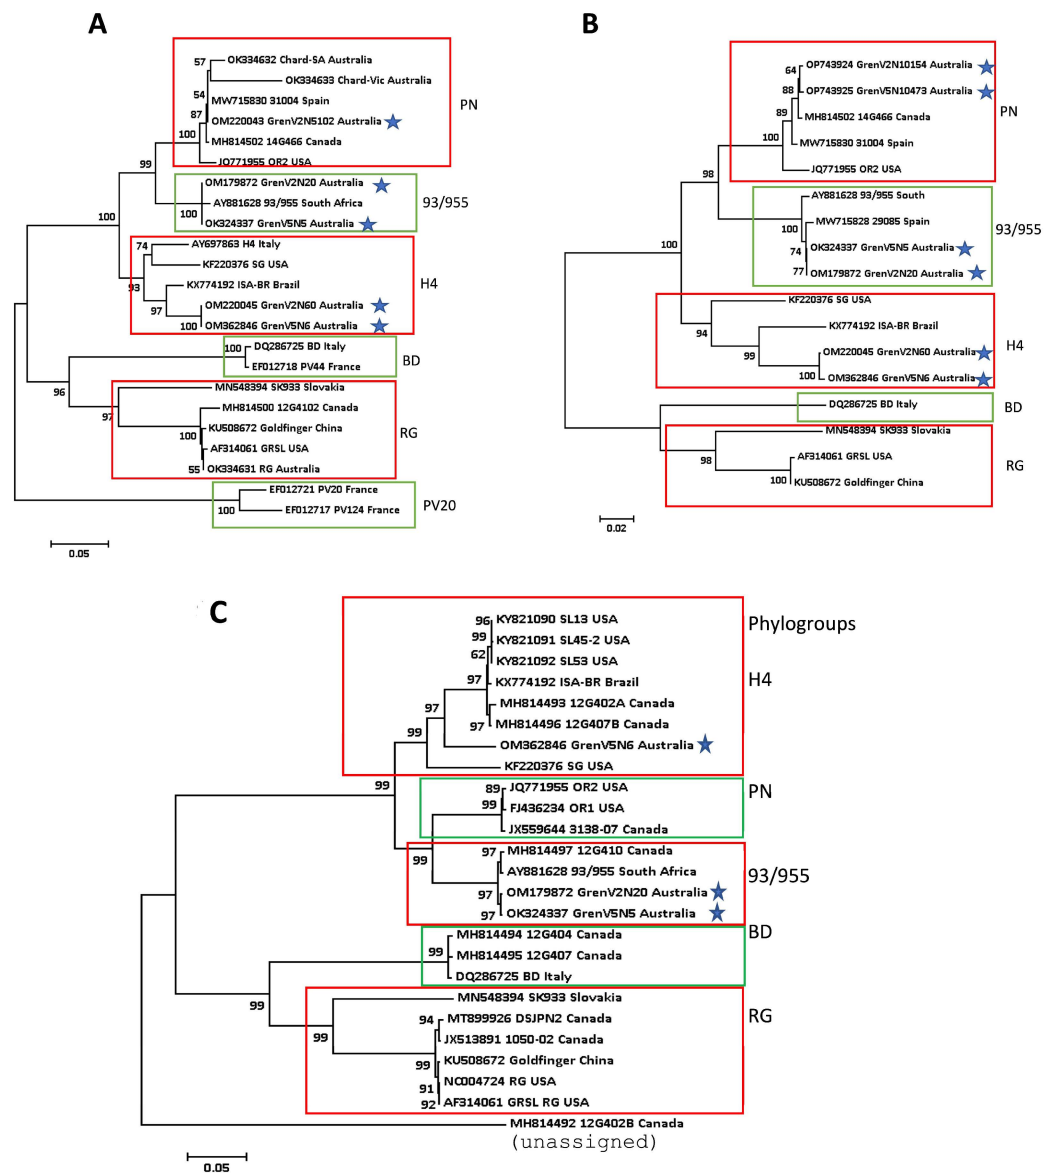 A
57
OK334632 Chard-SA Australia
OK334633 Chard-Vic Australia
54
MW715830 31004 Spain
PN
87
OM220043 GrenV2N5102 Australia
100
MH814502 14G466 Canada
JQ771955 OR2 USA
99
OM179872 GrenV2N20 Australia
AY881628 93/955 South Africa
93/955
100
OK324337 GrenV5N5 Australia
100
74
AY697863 H4 Italy
KF220376 SG USA
93
KX774192 ISA-BR Brazil
H4
97
OM220045 GrenV2N60 Australia
100
OM362846 GrenV5N6 Australia
100
DQ286725 BD Italy
BD
EF012718 PV44 France
96
MN548394 SK933 Slovakia
97
MH814500 12G4102 Canada
100
KU508672 Goldfinger China
RG
AF314061 GRSL USA
55
OK334631 RG Australia
EF012721 PV20 France
100
EF012717 PV124 France
PV20
0.05
B
64
OP743924 GrenV2N10154 Australia
88
OP743925 GrenV5N10473 Australia
PN
89
MH814502 14G466 Canada
100
MW715830 31004 Spain
JQ771955 OR2 USA
98
AY881628 93/955 South
100
MW715828 29085 Spain
93/955
74
OK324337 GrenV5N5 Australia
77
OM179872 GrenV2N20 Australia
100
KF220376 SG USA
94
KX774192 ISA-BR Brazil
H4
99
OM220045 GrenV2N60 Australia
100
OM362846 GrenV5N6 Australia
DQ286725 BD Italy
BD
MN548394 SK933 Slovakia
98
AF314061 GRSL USA
RG
100
KU508672 Goldfinger China
0.02
C
Phylogroups
96
KY821090 SL13 USA
99
KY821091 SL45-2 USA
62
KY821092 SL53 USA
97
KX774192 ISA-BR Brazil
H4
97
MH814493 12G402A Canada
97
MH814496 12G407B Canada
99
OM362846 GrenV5N6 Australia
KF220376 SG USA
99
89
JQ771955 OR2 USA
PN
99
FJ436234 OR1 USA
JX559644 3138-07 Canada
99
97
MH814497 12G410 Canada
AY881628 93/955 South Africa
93/955
97
OM179872 GrenV2N20 Australia
97
OK324337 GrenV5N5 Australia
BD
MH814494 12G404 Canada
99
MH814495 12G407 Canada
DQ286725 BD Italy
99
MN548394 SK933 Slovakia
RG
99
94
MT899926 DSJPN2 Canada
JX513891 1050-02 Canada
99
KU508672 Goldfinger China
91
NC004724 RG USA
92
AF314061 GRSL RG USA
MH814492 12G402B Canada
(unassigned)
0.05